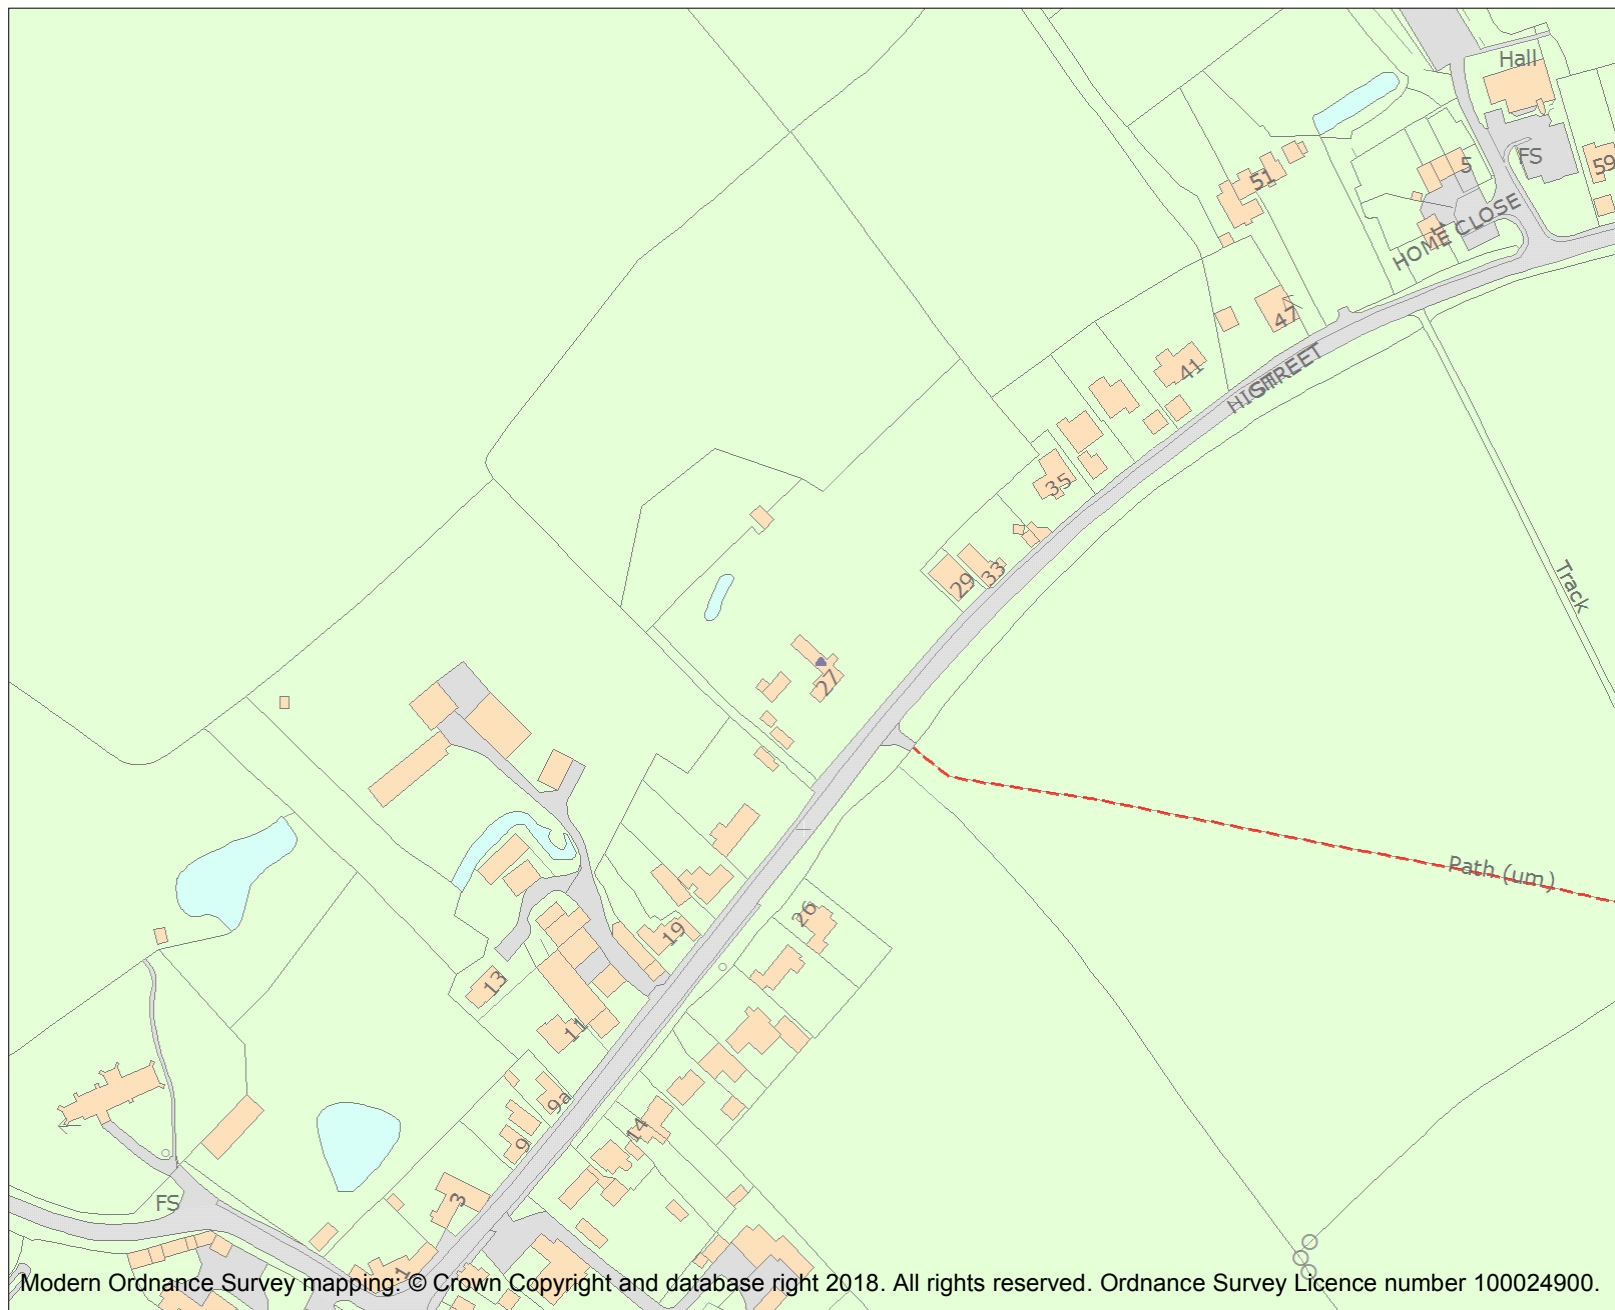 Hall
FS
5
59
51
HOME CLOSE
47
HIGH STREET
41
35
Track
29
33
27
Path (um)
26
19
13
11
9a
14
9
3
FS
1
Modern Ordnance Survey mapping: © Crown Copyright and database right 2018. All rights reserved. Ordnance Survey Licence number 100024900.